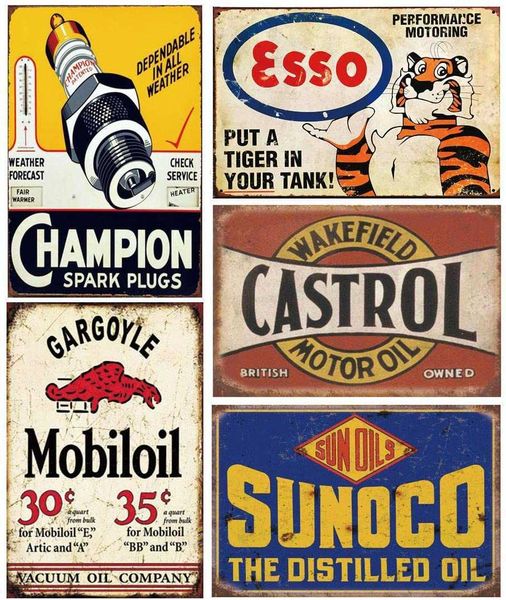 DEPENDABLE
IN ALL
WEATHER
CHAMPION
PATENTED
WEATHER
FORECAST
FAIR
WARMER
CHECK
SERVICE
HEATER
CHAMPION
SPARK PLUGS
PERFORMANCE
MOTORING
Esso
PUT A
TIGER IN
YOUR TANK!
WAKEFIELD
CASTROL
MOTOR OIL
BRITISH OWNED
GARGOYLE
Mobiloil
30¢ a quart from bulk
for Mobiloil "E,"
Artic and "A"
35¢ a quart from bulk
for Mobiloil
"BB" and "B"
VACUUM OIL COMPANY
SUN OILS
SUNOCO
THE DISTILLED OIL